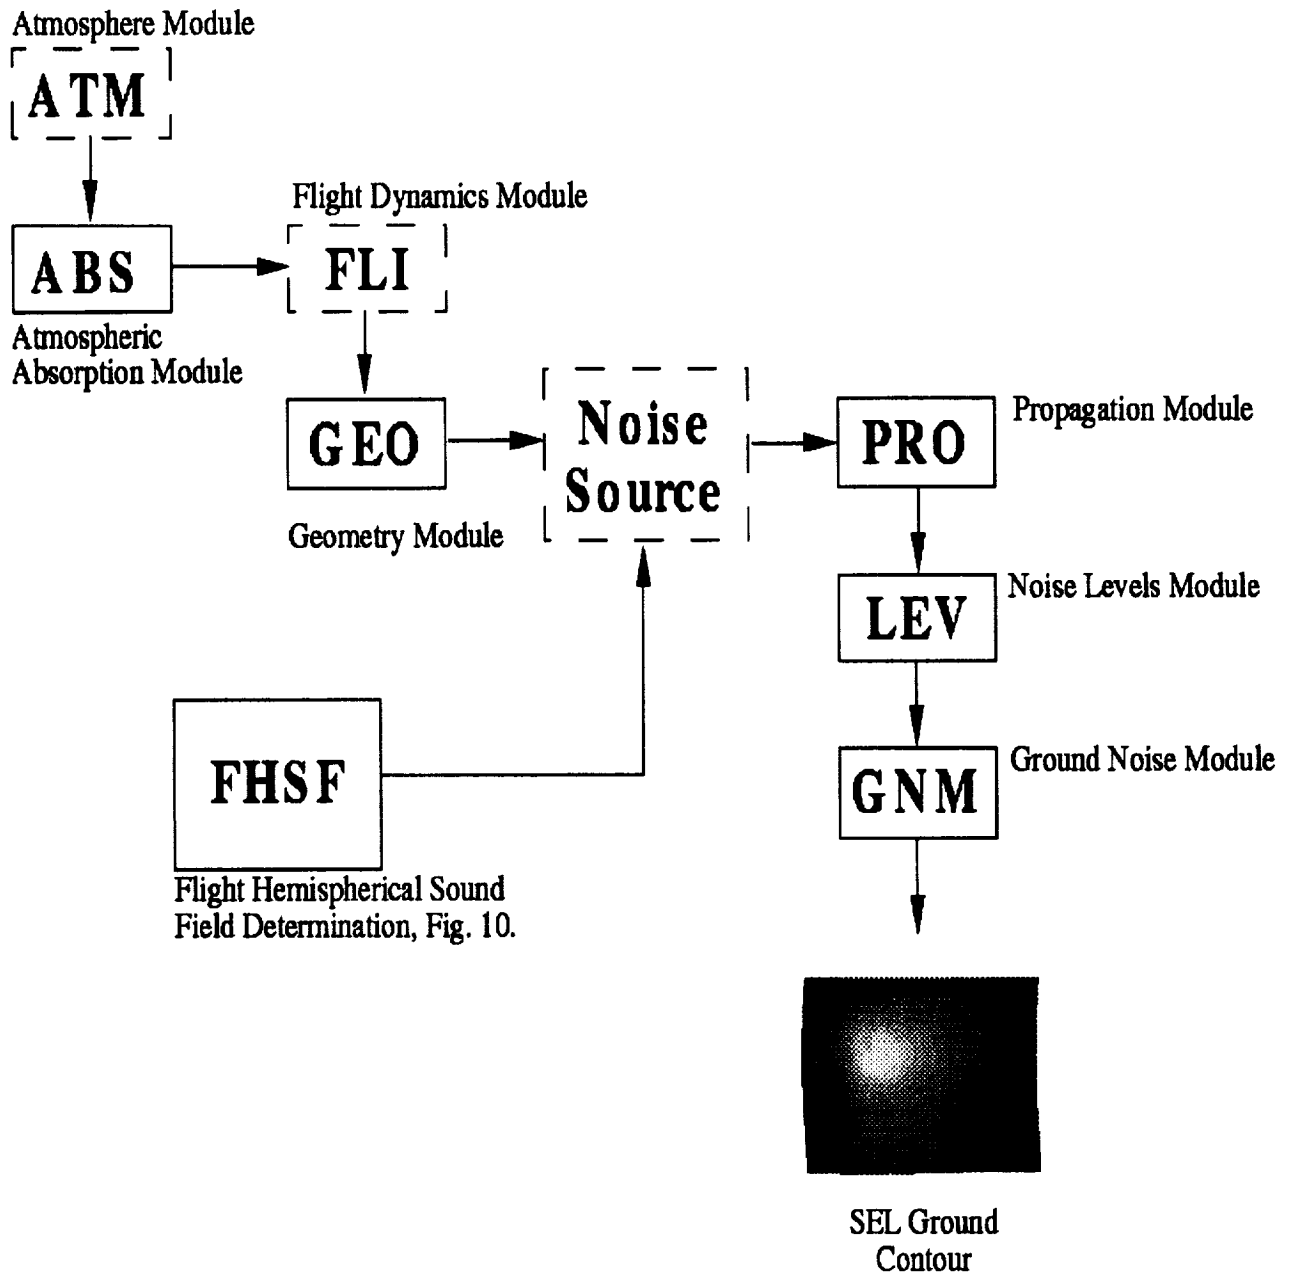 Atmosphere Module
ATM
ABS
Atmospheric
Absorption Module
Flight Dynamics Module
FLI
GEO
Geometry Module
Noise
Source
PRO
Propagation Module
LEV
Noise Levels Module
GNM
Ground Noise Module
FHSF
Flight Hemispherical Sound
Field Determination, Fig. 10.
SEL Ground
Contour